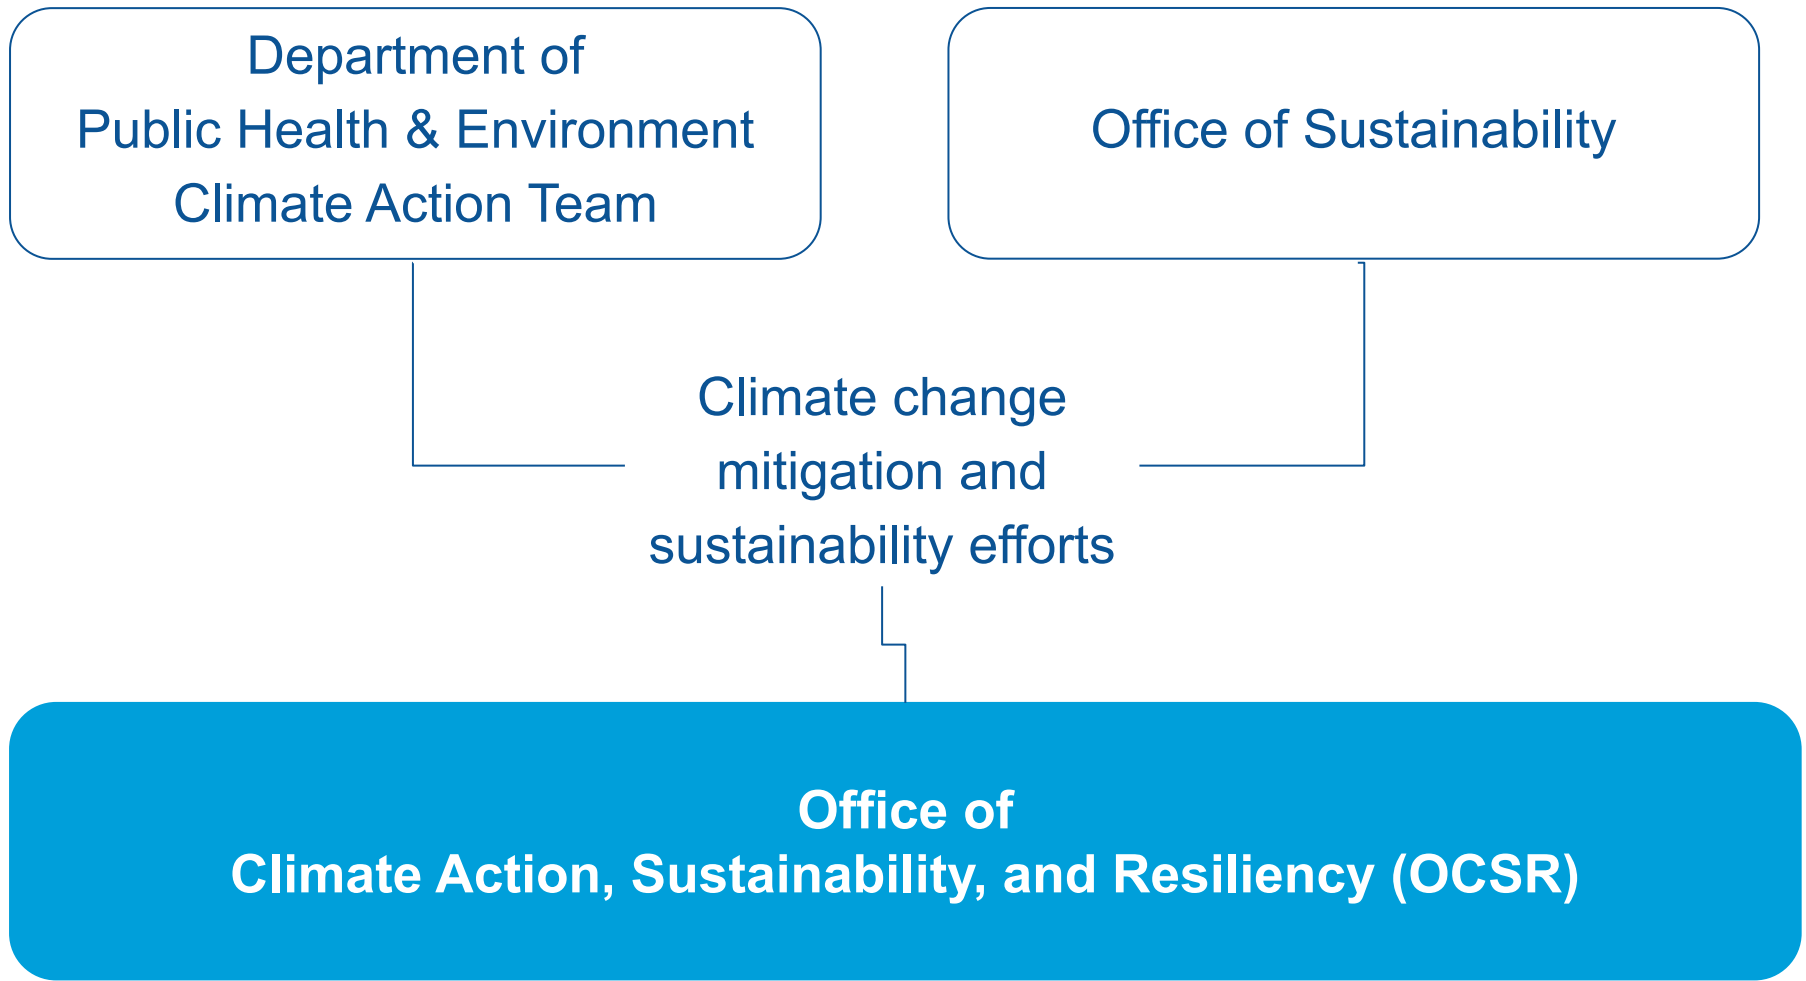 Department of
Public Health & Environment
Climate Action Team
Office of Sustainability
Climate change
mitigation and
sustainability efforts
Office of
Climate Action, Sustainability, and Resiliency (OCSR)